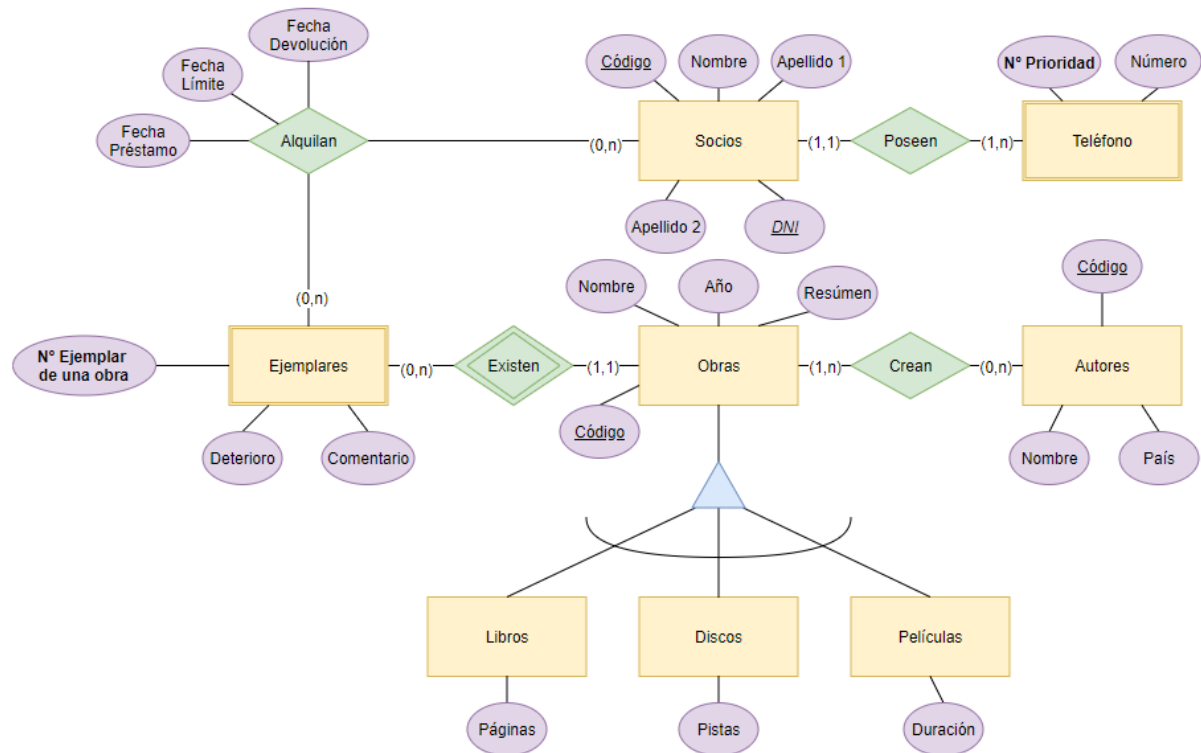 Fecha
Devolución
Fecha
Límite
Fecha
Préstamo
Alquilan
(0,n)
(0,n)
Código
Nombre
Apellido 1
Socios
Apellido 2
DNI
(1,1)
Poseen
(1,n)
Nº Prioridad
Número
Teléfono
Nº Ejemplar
de una obra
Ejemplares
Deterioro
Comentario
(0,n)
Existen
(1,1)
Nombre
Año
Resúmen
Obras
Código
(1,n)
Crean
(0,n)
Código
Autores
Nombre
País
Libros
Discos
Películas
Páginas
Pistas
Duración